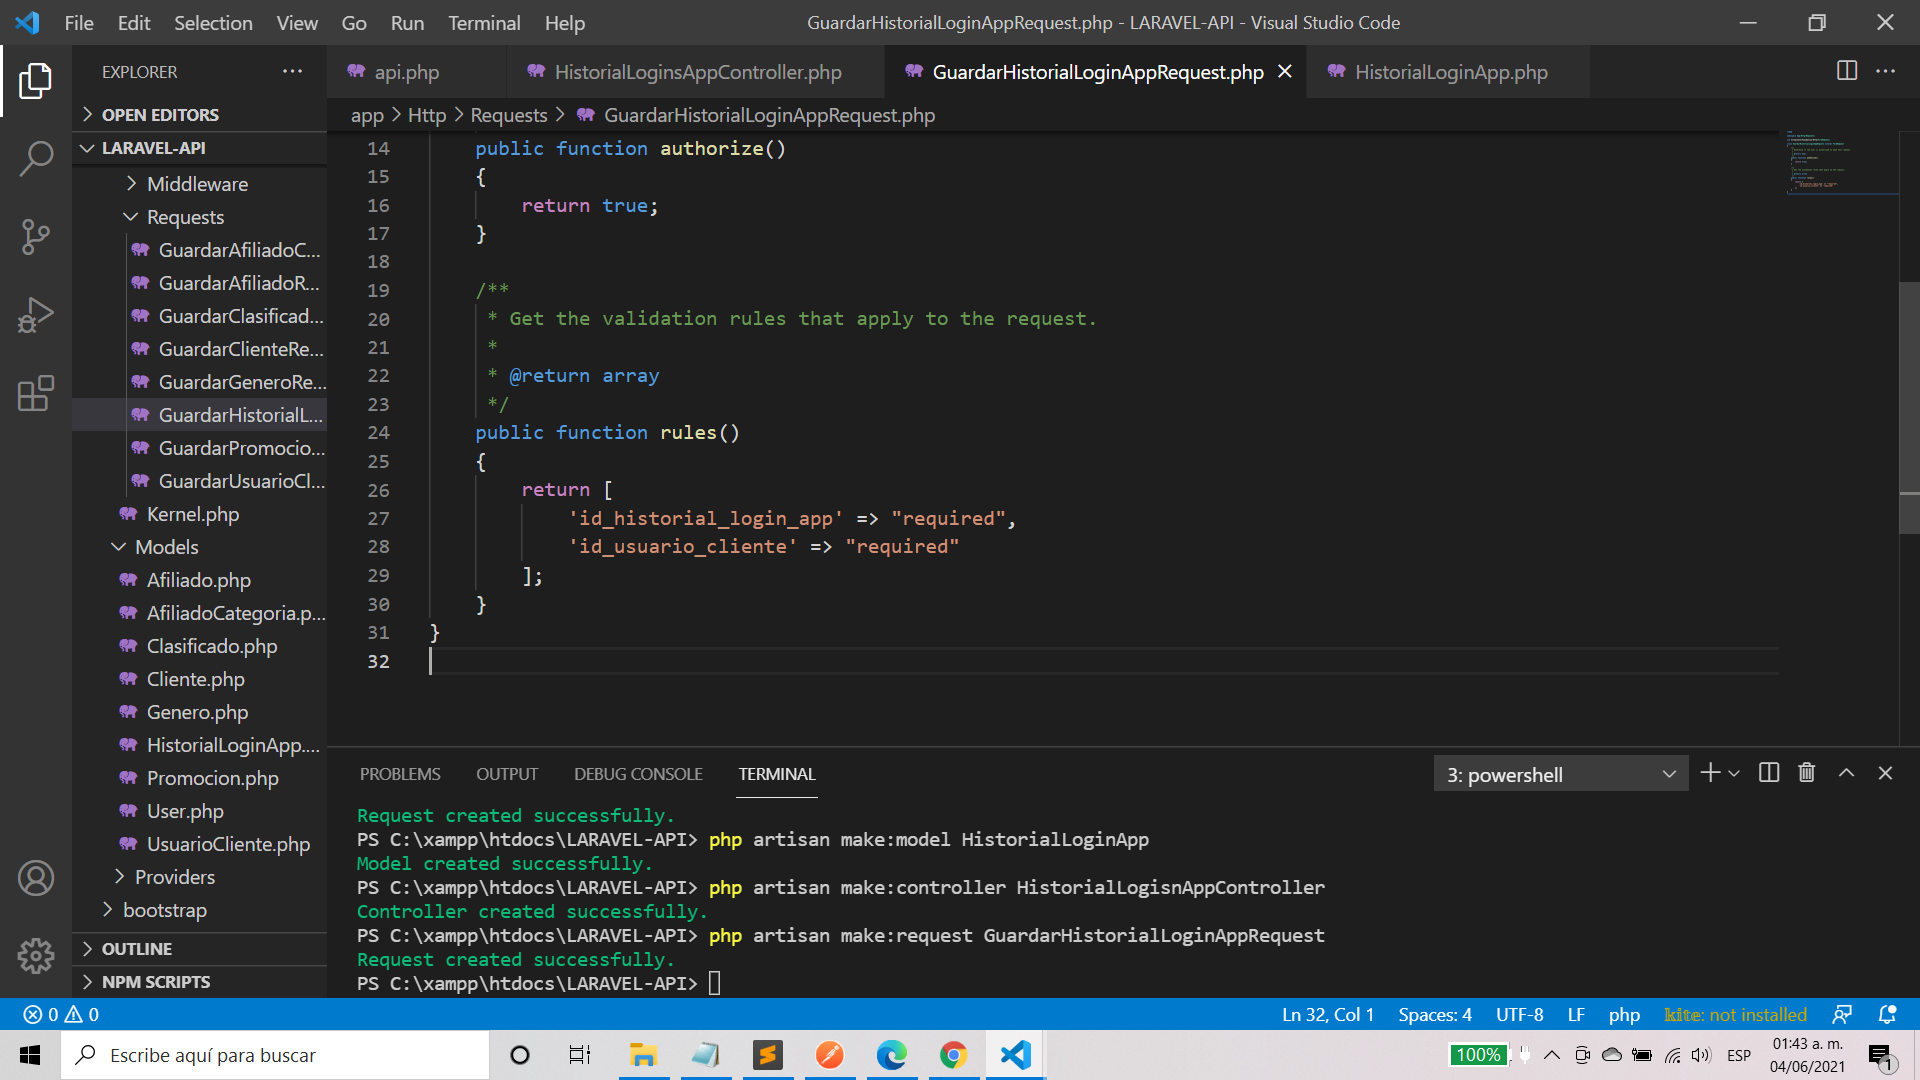 File Edit Selection View Go Run Terminal Help
GuardarHistorialLoginAppRequest.php - LARAVEL-API - Visual Studio Code
EXPLORER
api.php HistorialLoginsAppController.php GuardarHistorialLoginAppRequest.php HistorialLoginApp.php
OPEN EDITORS
app > Http > Requests > GuardarHistorialLoginAppRequest.php
LARAVEL-API
Middleware
Requests
GuardarAfiliadoC...
GuardarAfiliadoR...
GuardarClasificad...
GuardarClienteRe...
GuardarGeneroRe...
GuardarHistorialL...
GuardarPromocio...
GuardarUsuarioCl...
Kernel.php
Models
Afiliado.php
AfiliadoCategoria.p...
Clasificado.php
Cliente.php
Genero.php
HistorialLoginApp....
Promocion.php
User.php
UsuarioCliente.php
Providers
bootstrap
OUTLINE
NPM SCRIPTS
14 public function authorize()
15 {
16 return true;
17 }
18
19 /**
20 * Get the validation rules that apply to the request.
21 *
22 * @return array
23 */
24 public function rules()
25 {
26 return [
27 'id_historial_login_app' => "required",
28 'id_usuario_cliente' => "required"
29 ];
30 }
31 }
32
PROBLEMS OUTPUT DEBUG CONSOLE TERMINAL 3: powershell
Request created successfully.
PS C:\xampp\htdocs\LARAVEL-API> php artisan make:model HistorialLoginApp
Model created successfully.
PS C:\xampp\htdocs\LARAVEL-API> php artisan make:controller HistorialLogisnAppController
Controller created successfully.
PS C:\xampp\htdocs\LARAVEL-API> php artisan make:request GuardarHistorialLoginAppRequest
Request created successfully.
PS C:\xampp\htdocs\LARAVEL-API>
0 0 Ln 32, Col 1 Spaces: 4 UTF-8 LF php kite: not installed
Escribe aquí para buscar
100% ESP
01:43 a. m.
04/06/2021
1